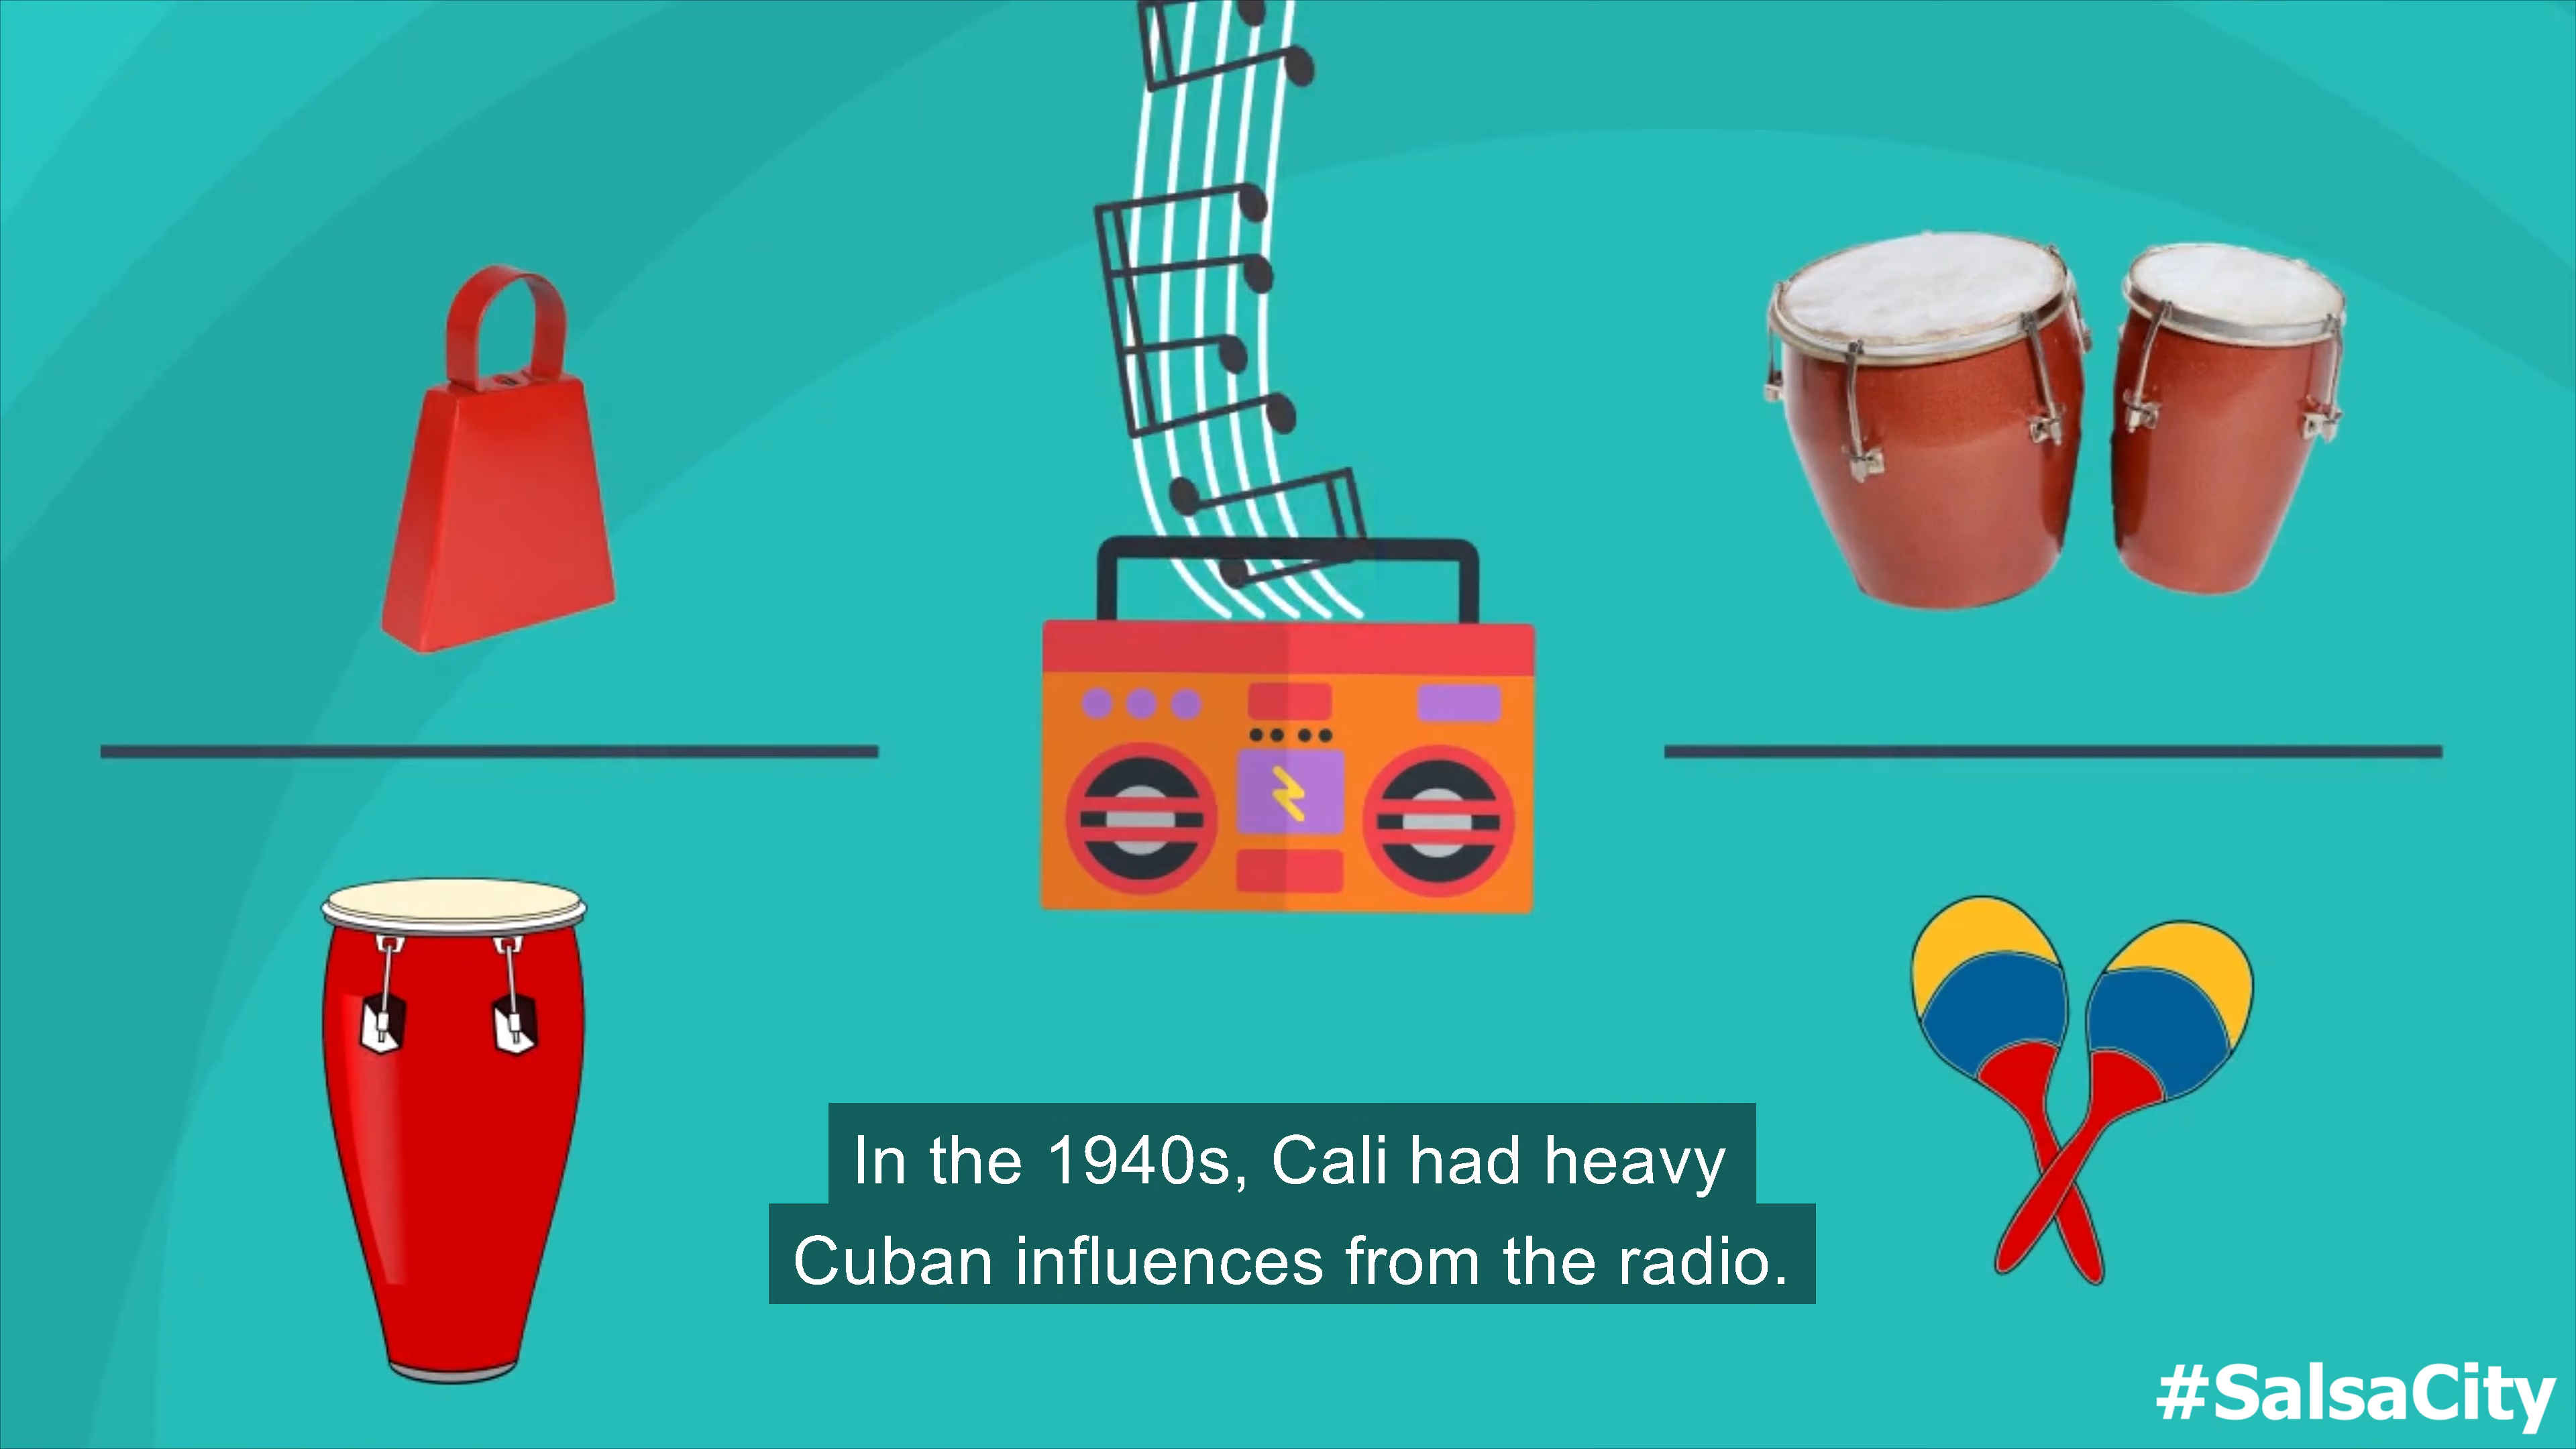 In the 1940s, Cali had heavy
Cuban influences from the radio.
#SalsaCity